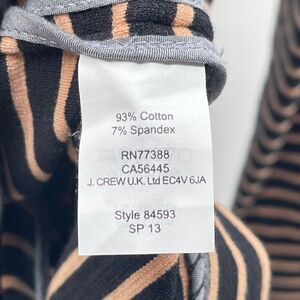 93% Cotton
7% Spandex
RN77388
CA56445
J. CREW U.K. Ltd EC4V 6JA
Style 84593
SP 13